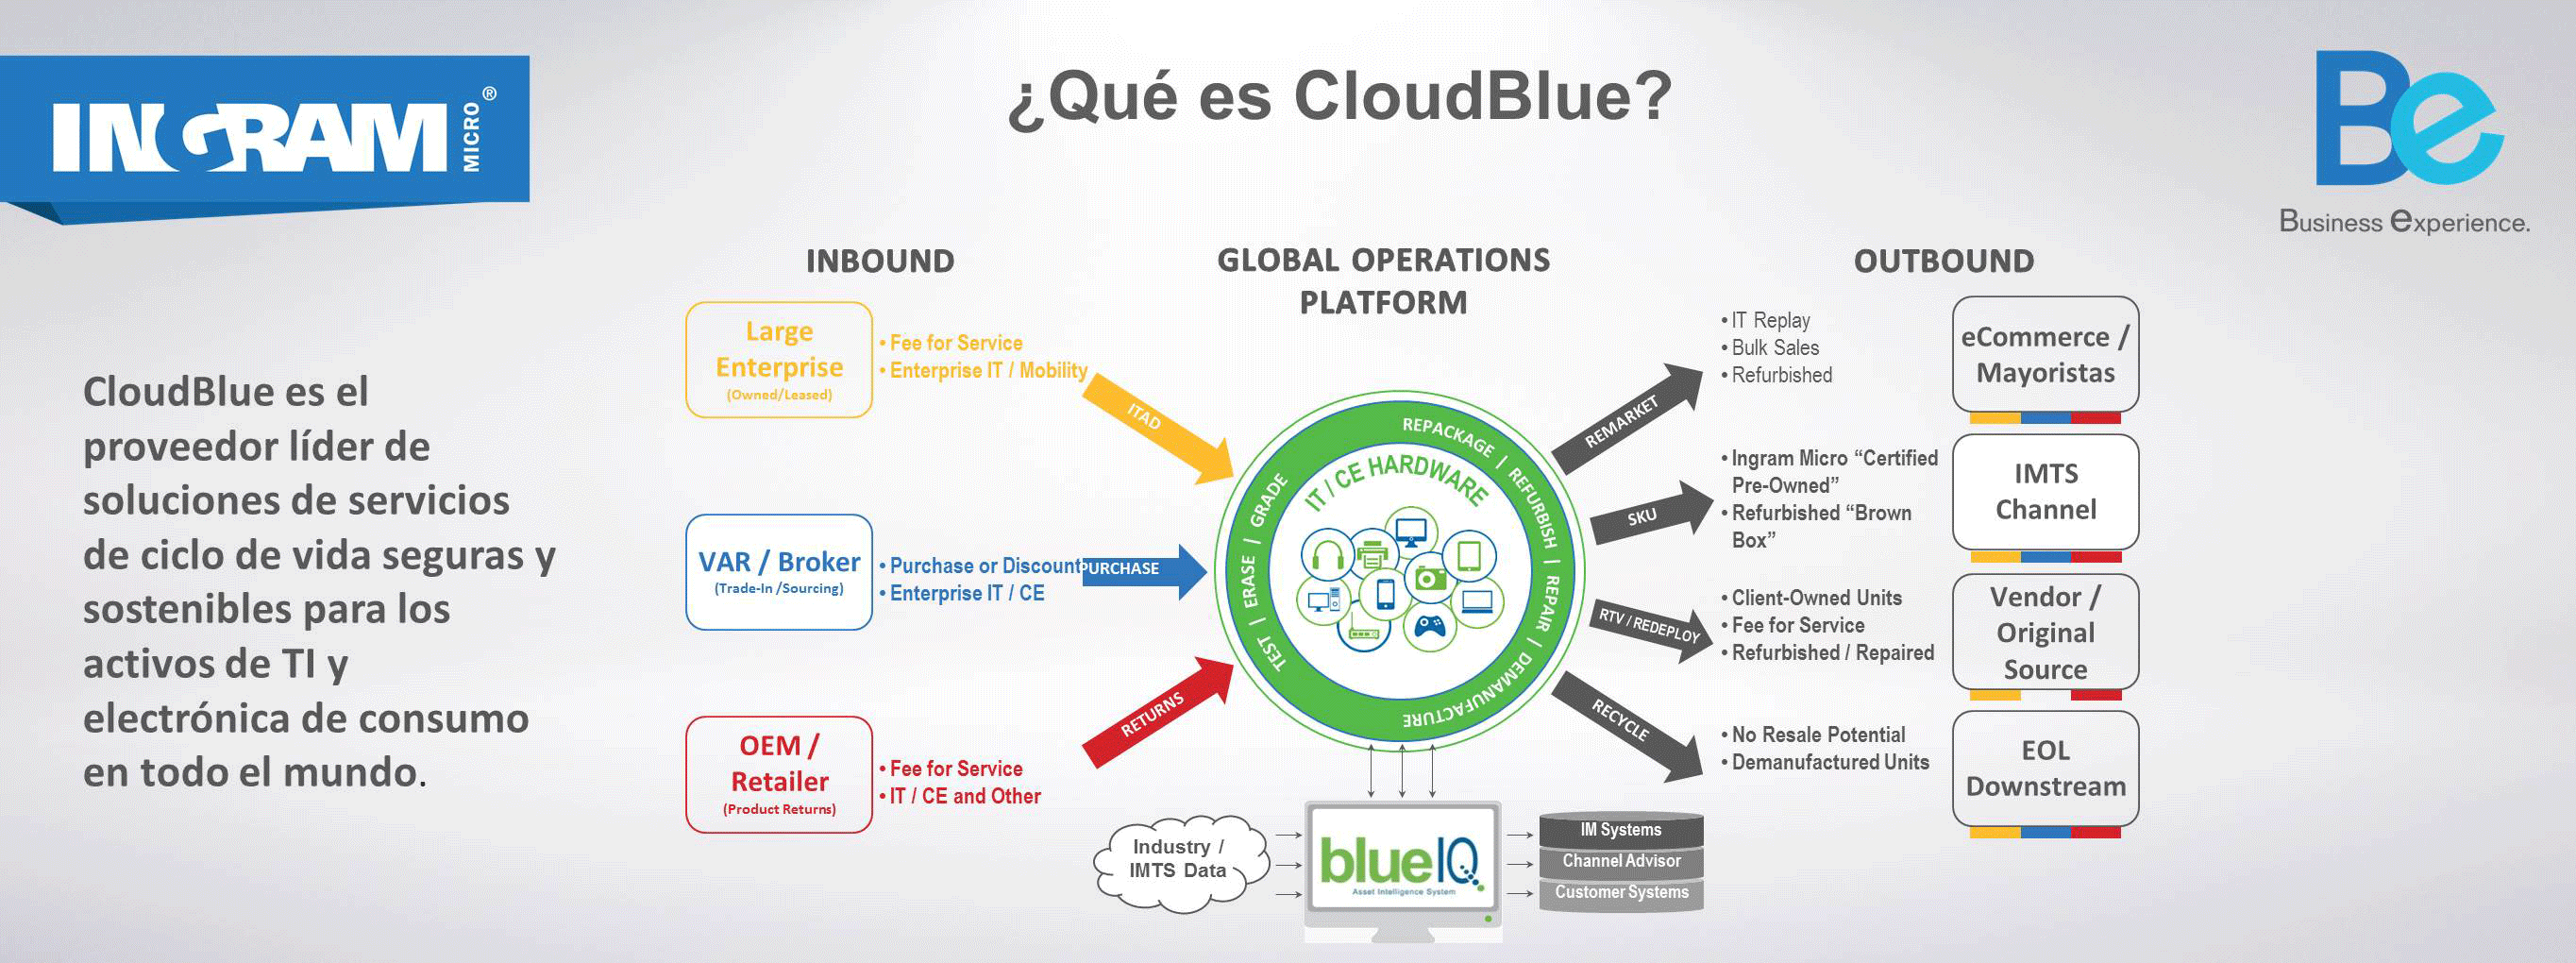 INGRAM MICRO ®
¿Qué es CloudBlue?
Be
Business experience.
CloudBlue es el
proveedor líder de
soluciones de servicios
de ciclo de vida seguras y
sostenibles para los
activos de TI y
electrónica de consumo
en todo el mundo.
INBOUND
Large
Enterprise
(Owned/Leased)
• Fee for Service
• Enterprise IT / Mobility
ITAD
VAR / Broker
(Trade-In /Sourcing)
• Purchase or Discount
• Enterprise IT / CE
PURCHASE
OEM /
Retailer
(Product Returns)
• Fee for Service
• IT / CE and Other
RETURNS
GLOBAL OPERATIONS
PLATFORM
TEST | ERASE | GRADE
REPACKAGE | REFURBISH | REPAIR | DEMANUFACTURE
IT / CE HARDWARE
Industry /
IMTS Data
blueIQ
Asset Intelligence System
IM Systems
Channel Advisor
Customer Systems
OUTBOUND
REMARKET
• IT Replay
• Bulk Sales
• Refurbished
eCommerce /
Mayoristas
SKU
• Ingram Micro “Certified
Pre-Owned”
• Refurbished “Brown
Box”
IMTS
Channel
RTV / REDEPLOY
• Client-Owned Units
• Fee for Service
• Refurbished / Repaired
Vendor /
Original
Source
RECYCLE
• No Resale Potential
• Demanufactured Units
EOL
Downstream